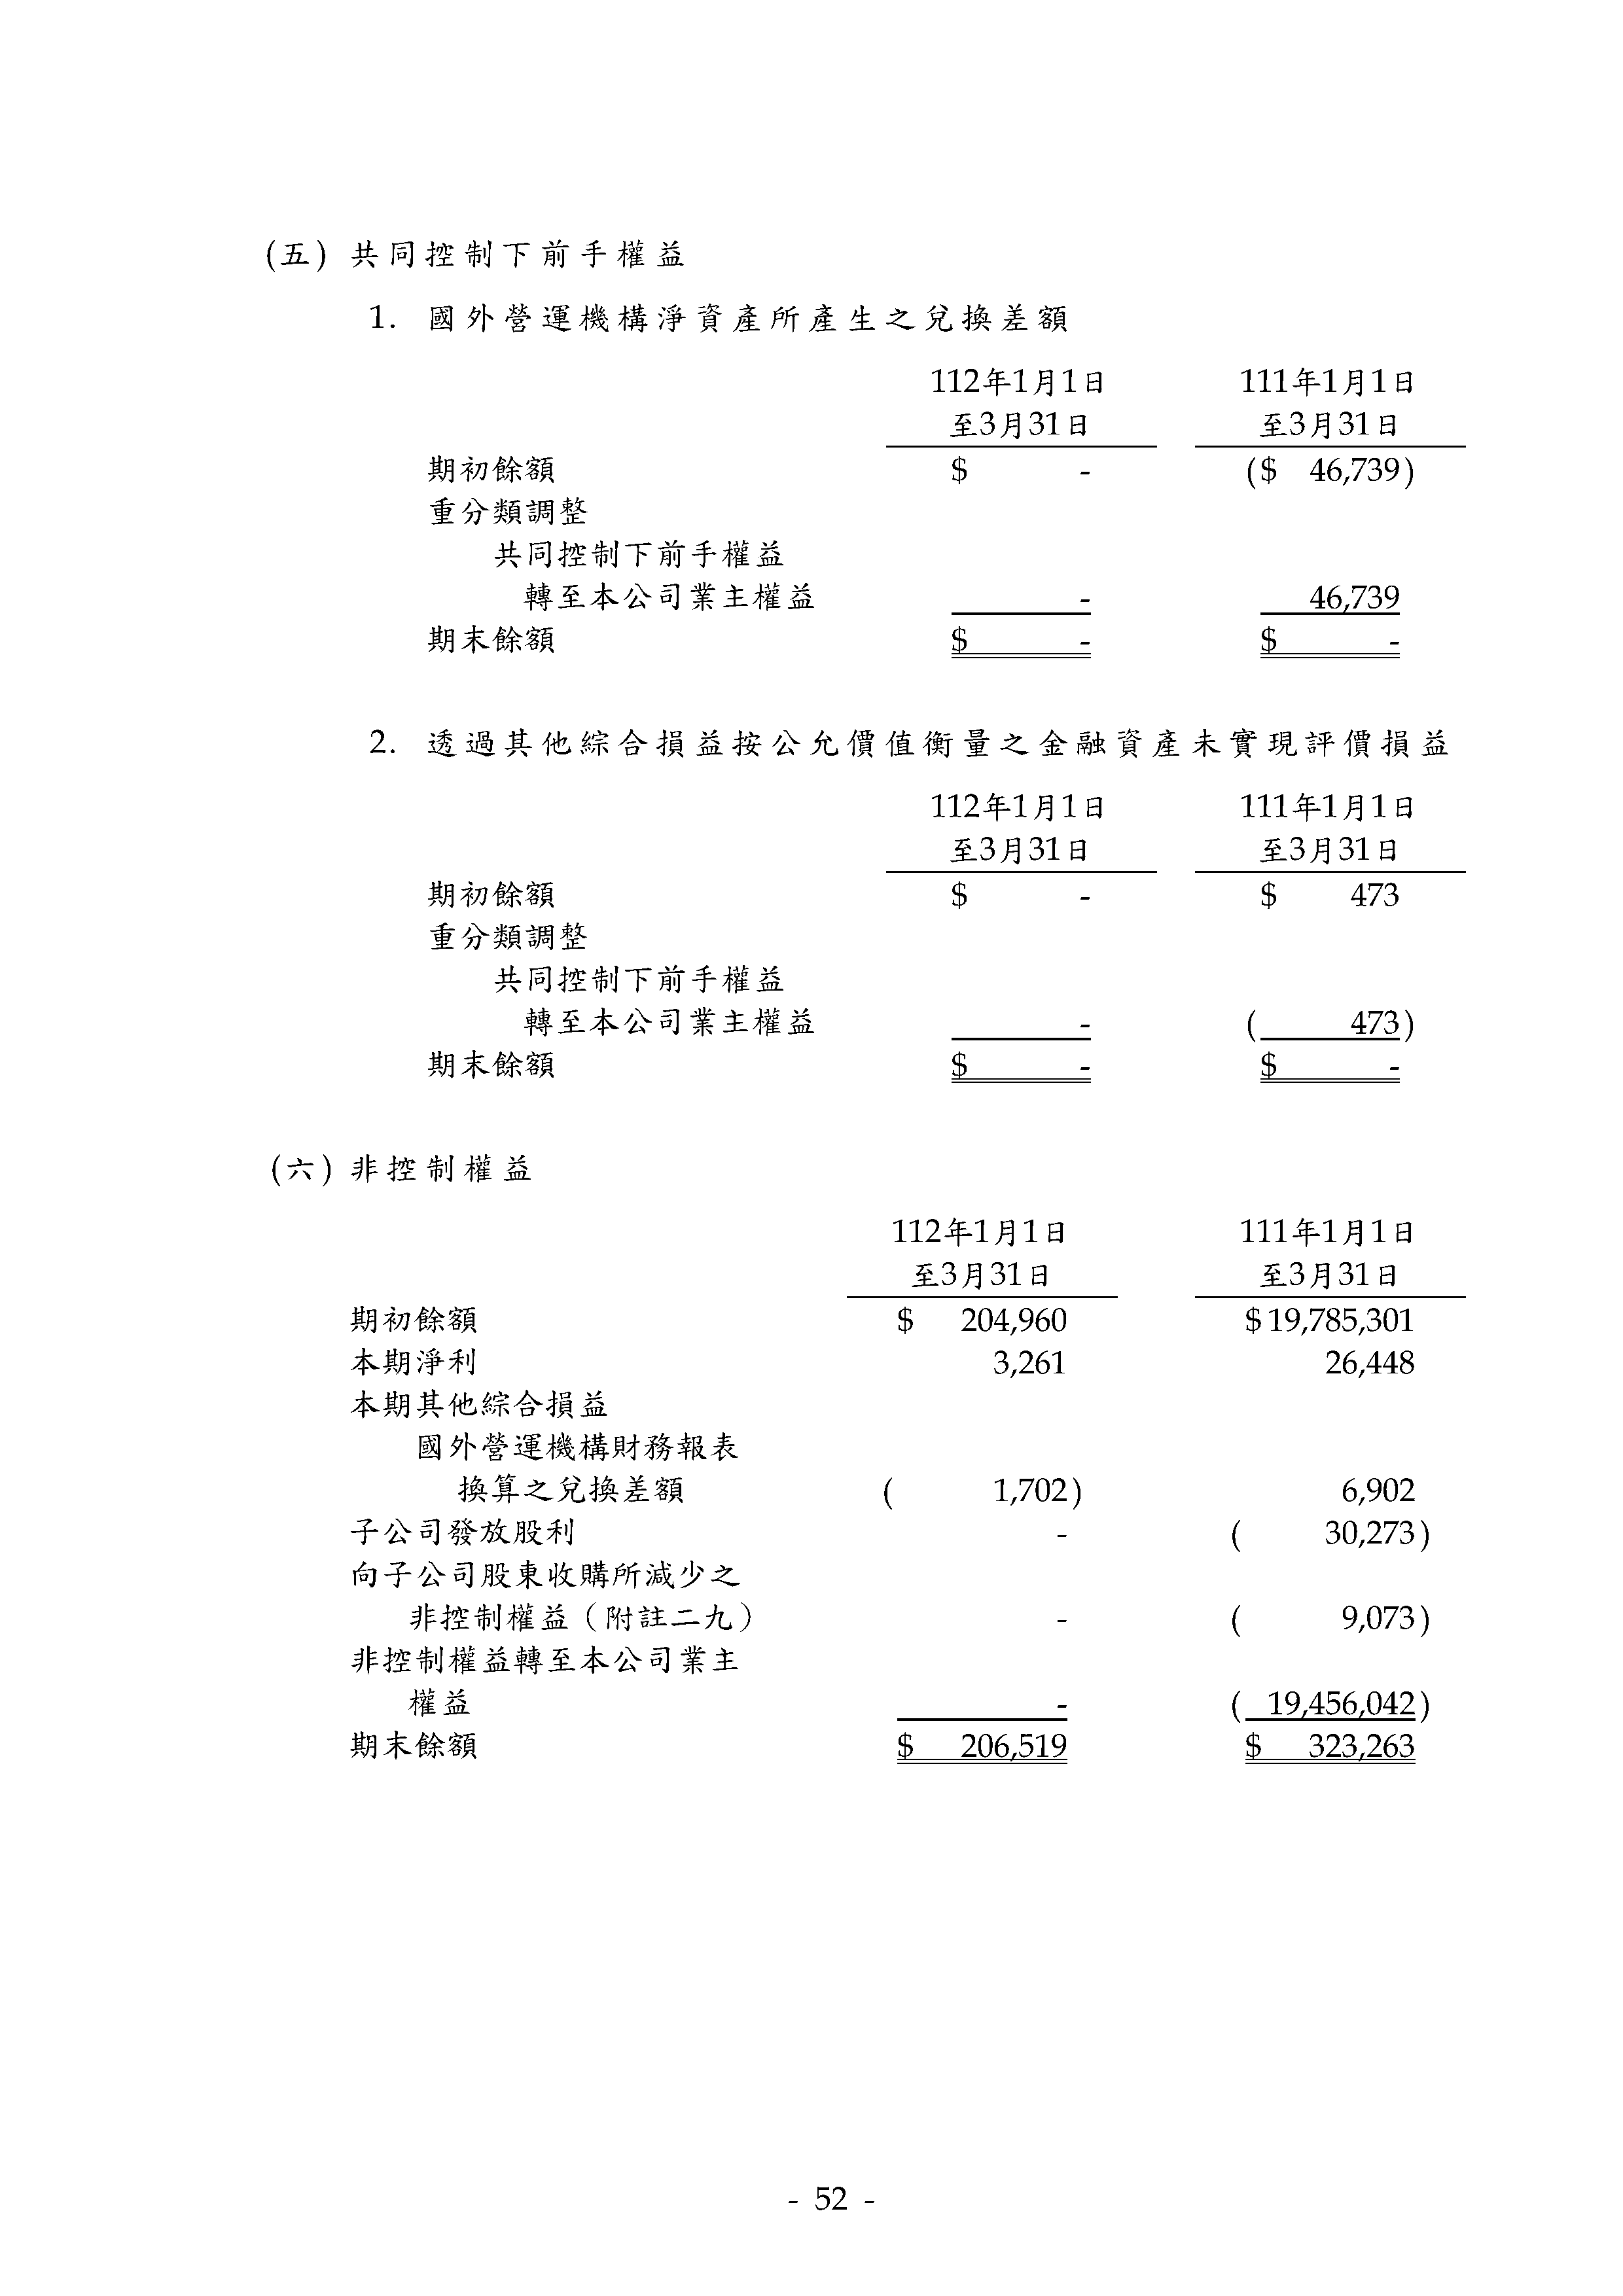 (五) 共同控制下前手權益
1. 國外營運機構淨資產所產生之兌換差額
112年1月1日 111年1月1日
至3月31日 至3月31日
期初餘額 $ - ($ 46,739)
重分類調整
共同控制下前手權益
轉至本公司業主權益 - 46,739
期末餘額 $ - $ -
2. 透過其他綜合損益按公允價值衡量之金融資產未實現評價損益
112年1月1日 111年1月1日
至3月31日 至3月31日
期初餘額 $ - $ 473
重分類調整
共同控制下前手權益
轉至本公司業主權益 - ( 473)
期末餘額 $ - $ -
(六) 非控制權益
112年1月1日 111年1月1日
至3月31日 至3月31日
期初餘額 $ 204,960 $19,785,301
本期淨利 3,261 26,448
本期其他綜合損益
國外營運機構財務報表
換算之兌換差額 ( 1,702) 6,902
子公司發放股利 - ( 30,273)
向子公司股東收購所減少之
非控制權益（附註二九） - ( 9,073)
非控制權益轉至本公司業主
權益 - ( 19,456,042)
期末餘額 $ 206,519 $ 323,263
- 52 -